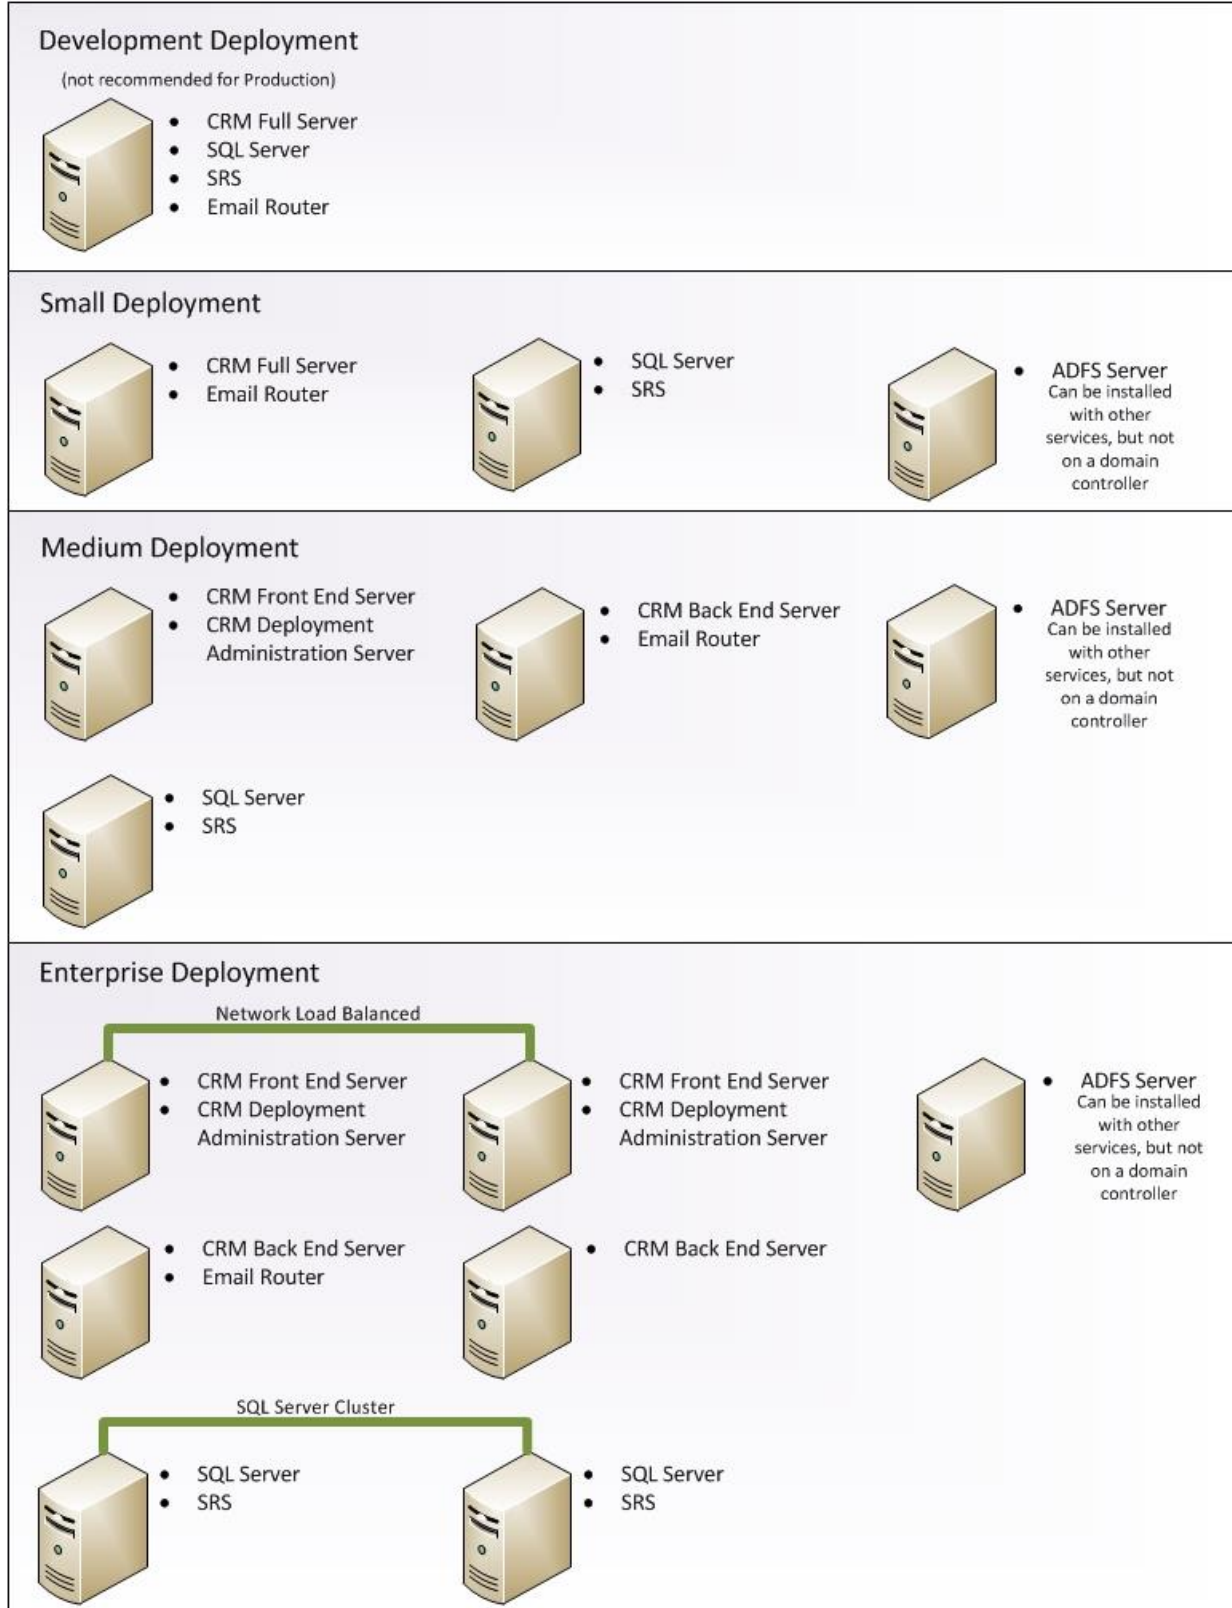 Development Deployment
(not recommended for Production)
• CRM Full Server
• SQL Server
• SRS
• Email Router
Small Deployment
• CRM Full Server
• Email Router
• SQL Server
• SRS
• ADFS Server
Can be installed
with other
services, but not
on a domain
controller
Medium Deployment
• CRM Front End Server
• CRM Deployment
Administration Server
• CRM Back End Server
• Email Router
• ADFS Server
Can be installed
with other
services, but not
on a domain
controller
• SQL Server
• SRS
Enterprise Deployment
Network Load Balanced
• CRM Front End Server
• CRM Deployment
Administration Server
• CRM Front End Server
• CRM Deployment
Administration Server
• ADFS Server
Can be installed
with other
services, but not
on a domain
controller
• CRM Back End Server
• Email Router
• CRM Back End Server
SQL Server Cluster
• SQL Server
• SRS
• SQL Server
• SRS